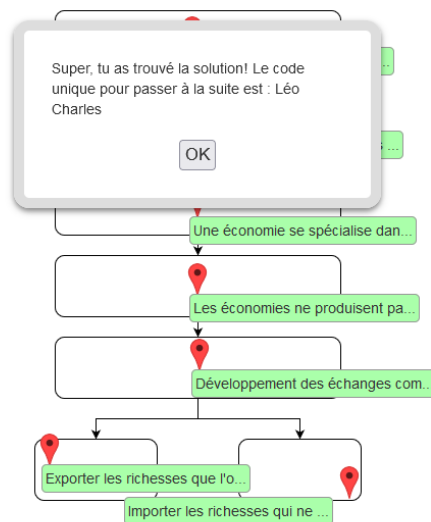 Super, tu as trouvé la solution! Le code
unique pour passer à la suite est : Léo
Charles
OK
Une économie se spécialise dan...
Les économies ne produisent pa...
Développement des échanges com...
Exporter les richesses que l'o...
Importer les richesses qui ne ...